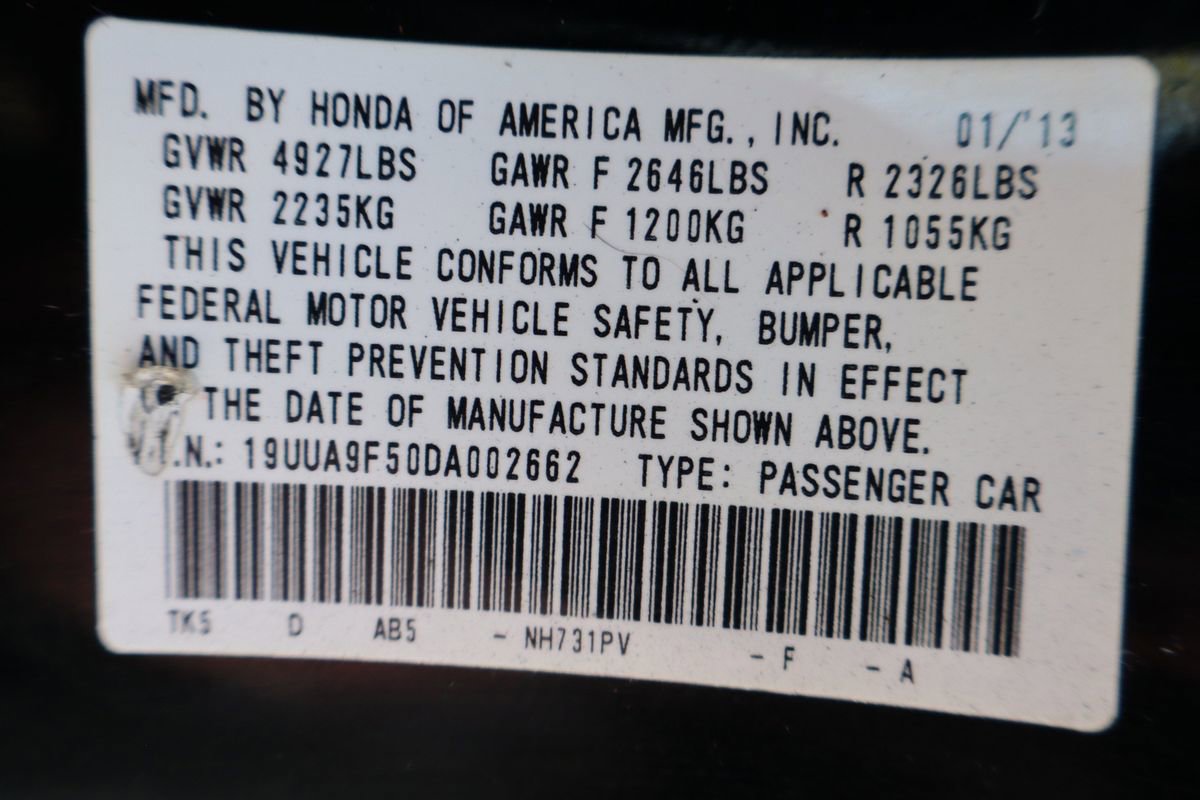 MFD. BY HONDA OF AMERICA MFG., INC. 01/'13
GVWR 4927LBS GAWR F 2646LBS R 2326LBS
GVWR 2235KG GAWR F 1200KG R 1055KG
THIS VEHICLE CONFORMS TO ALL APPLICABLE
FEDERAL MOTOR VEHICLE SAFETY, BUMPER,
AND THEFT PREVENTION STANDARDS IN EFFECT
THE DATE OF MANUFACTURE SHOWN ABOVE.
.N.: 19UUA9F50DA002662 TYPE: PASSENGER CAR
TK5 D AB5 - NH731PV - F - A